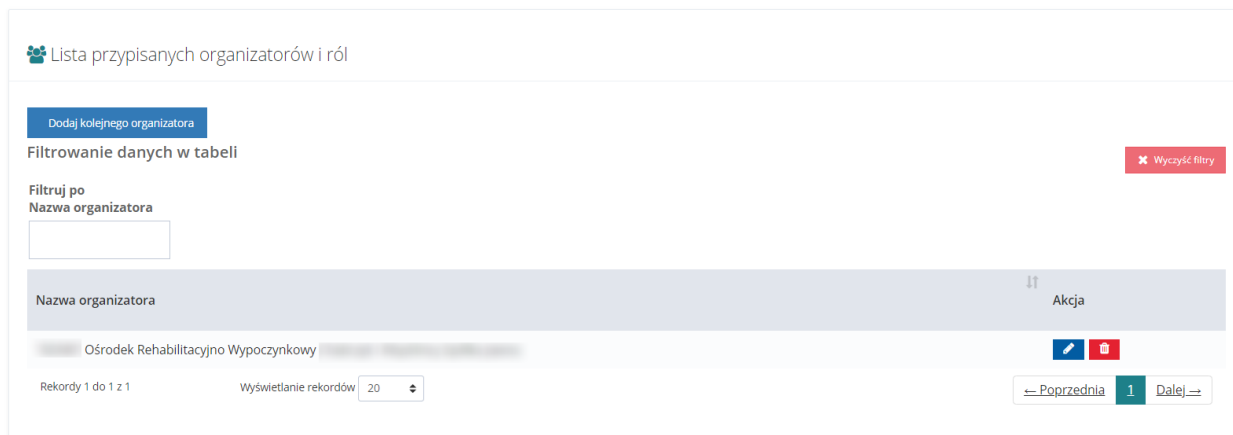 Lista przypisanych organizatorów i ról
Dodaj kolejnego organizatora
Filtrowanie danych w tabeli
Wyczyść filtry
Filtruj po
Nazwa organizatora
Nazwa organizatora
Akcja
Ośrodek Rehabilitacyjno Wypoczynkowy
Rekordy 1 do 1 z 1
Wyświetlanie rekordów 20
← Poprzednia 1 Dalej →